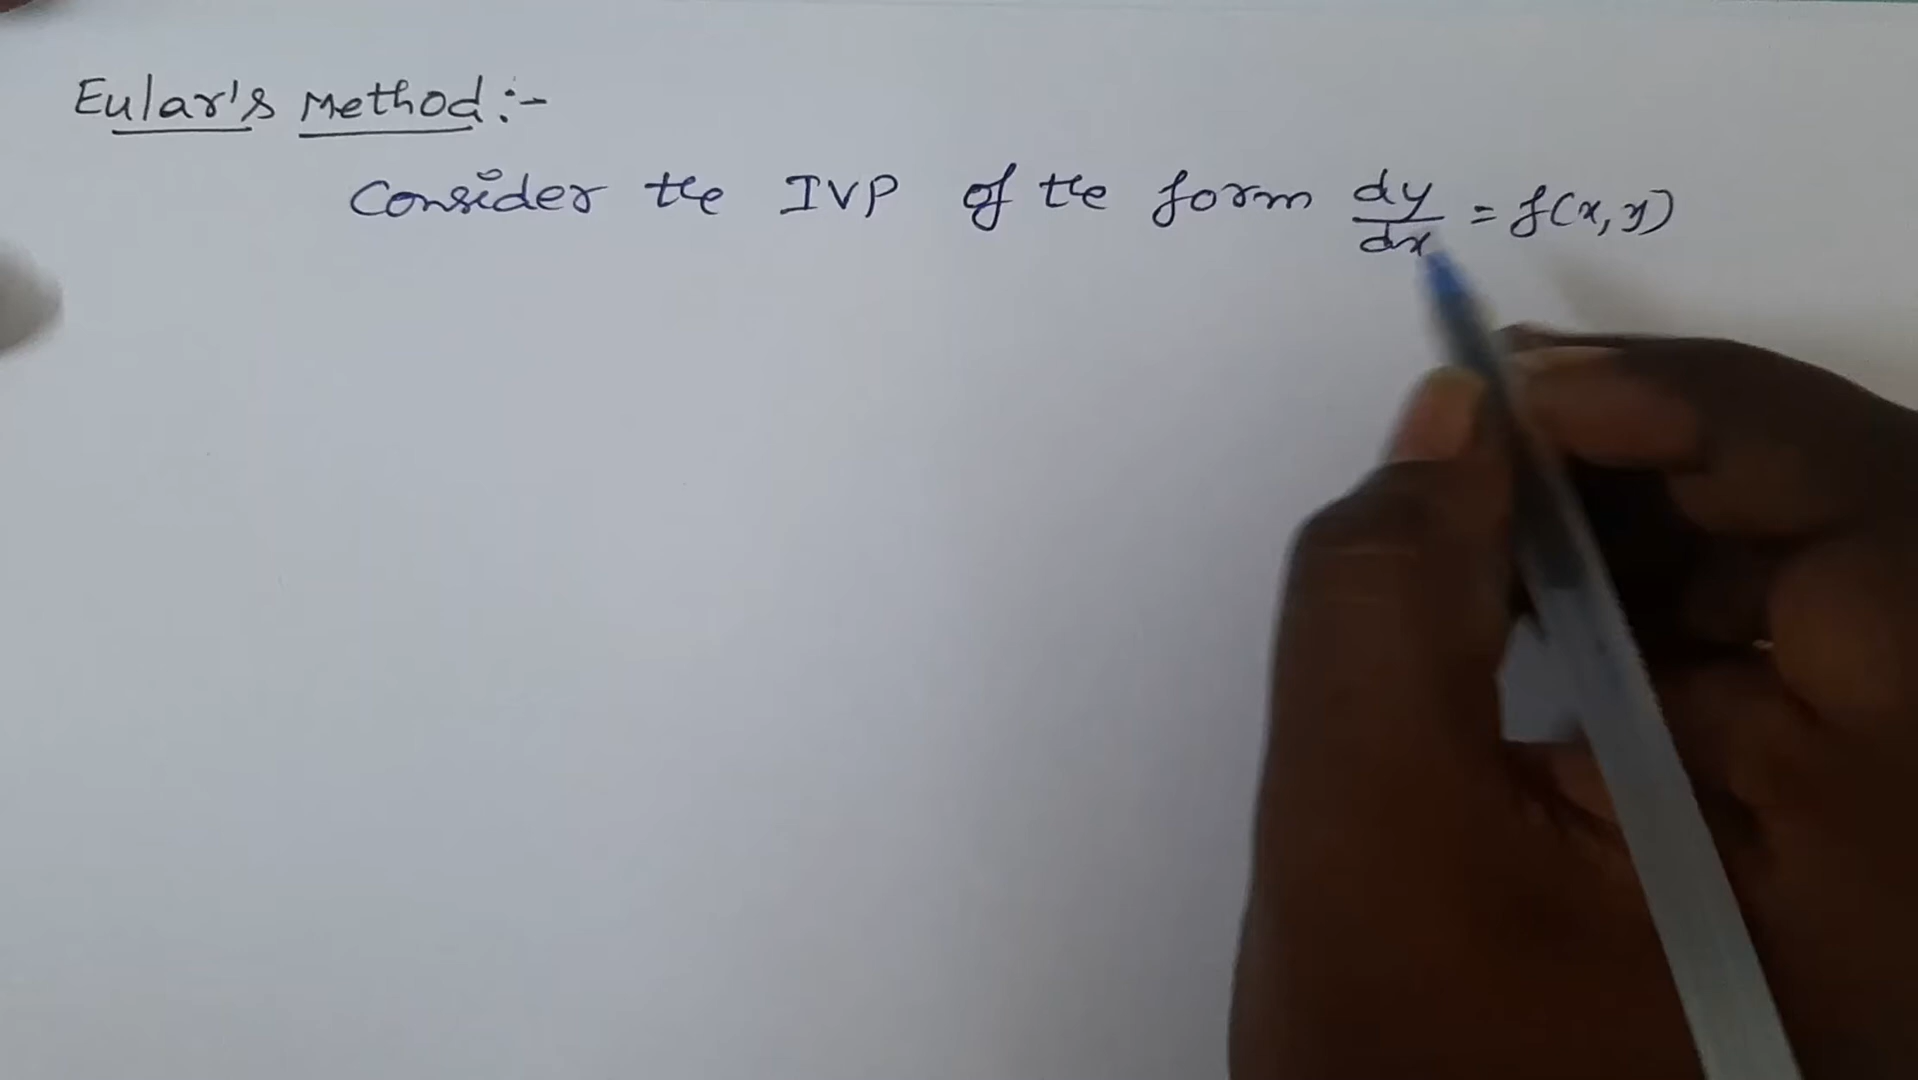 Eular's Method:-
Consider the IVP of the form dy/dx = f(x,y)